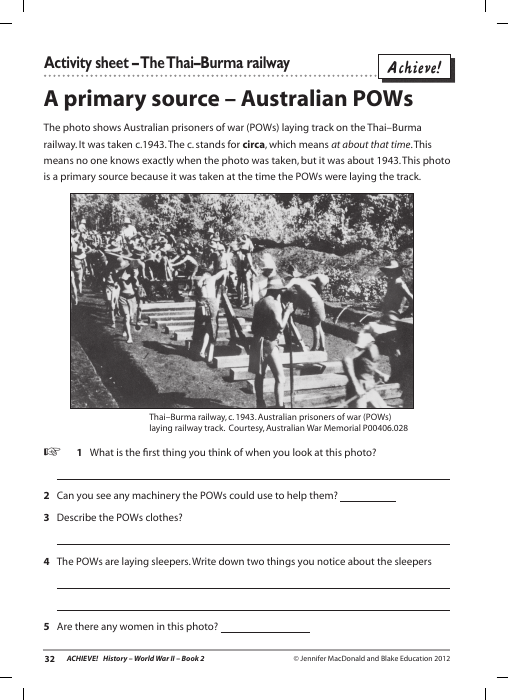 Activity sheet – The Thai–Burma railway
Achieve!
A primary source – Australian POWs
The photo shows Australian prisoners of war (POWs) laying track on the Thai–Burma
railway. It was taken c.1943. The c. stands for circa, which means at about that time. This
means no one knows exactly when the photo was taken, but it was about 1943. This photo
is a primary source because it was taken at the time the POWs were laying the track.
Thai–Burma railway, c. 1943. Australian prisoners of war (POWs)
laying railway track. Courtesy, Australian War Memorial P00406.028
1 What is the first thing you think of when you look at this photo?
2 Can you see any machinery the POWs could use to help them?
3 Describe the POWs clothes?
4 The POWs are laying sleepers. Write down two things you notice about the sleepers
5 Are there any women in this photo?
32 ACHIEVE! History – World War II – Book 2 © Jennifer MacDonald and Blake Education 2012